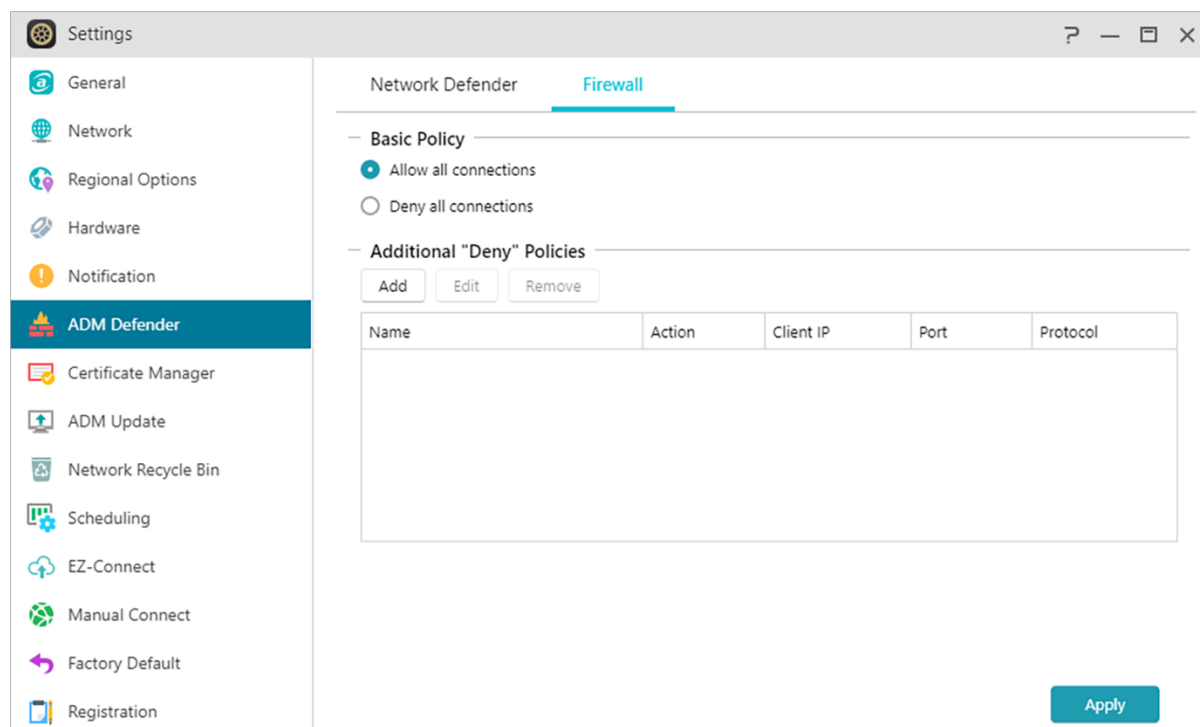 Settings
General
Network
Regional Options
Hardware
Notification
ADM Defender
Certificate Manager
ADM Update
Network Recycle Bin
Scheduling
EZ-Connect
Manual Connect
Factory Default
Registration
Network Defender Firewall
Basic Policy
Allow all connections
Deny all connections
Additional "Deny" Policies
Add Edit Remove
Name Action Client IP Port Protocol
Apply